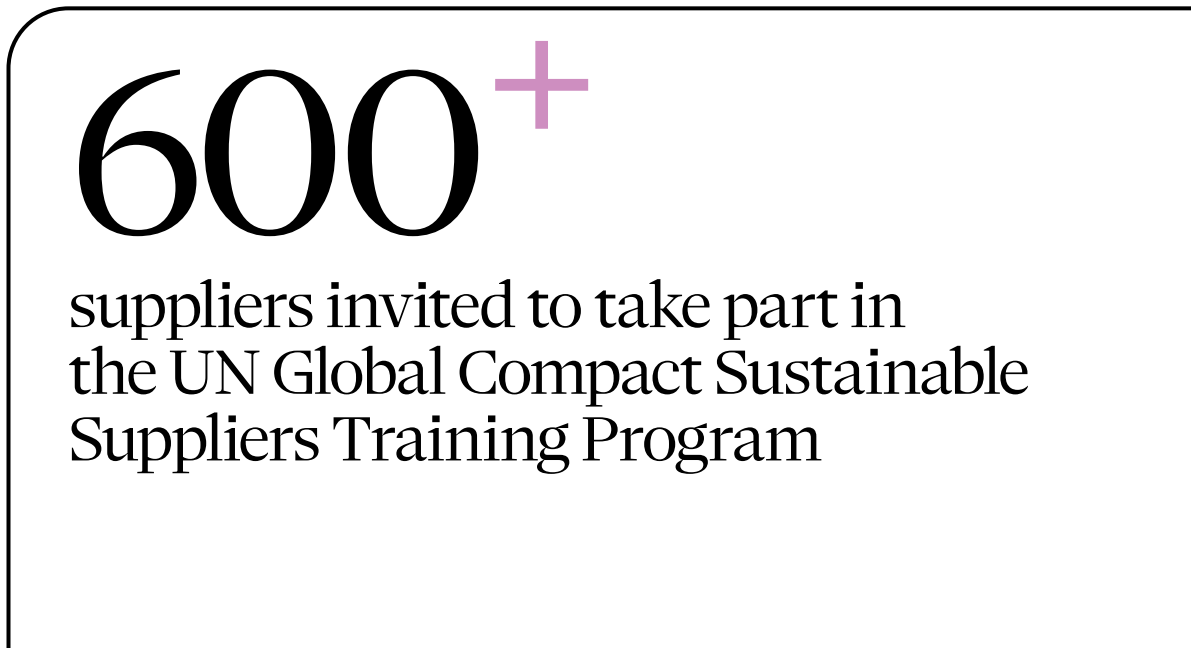 600+
suppliers invited to take part in
the UN Global Compact Sustainable
Suppliers Training Program